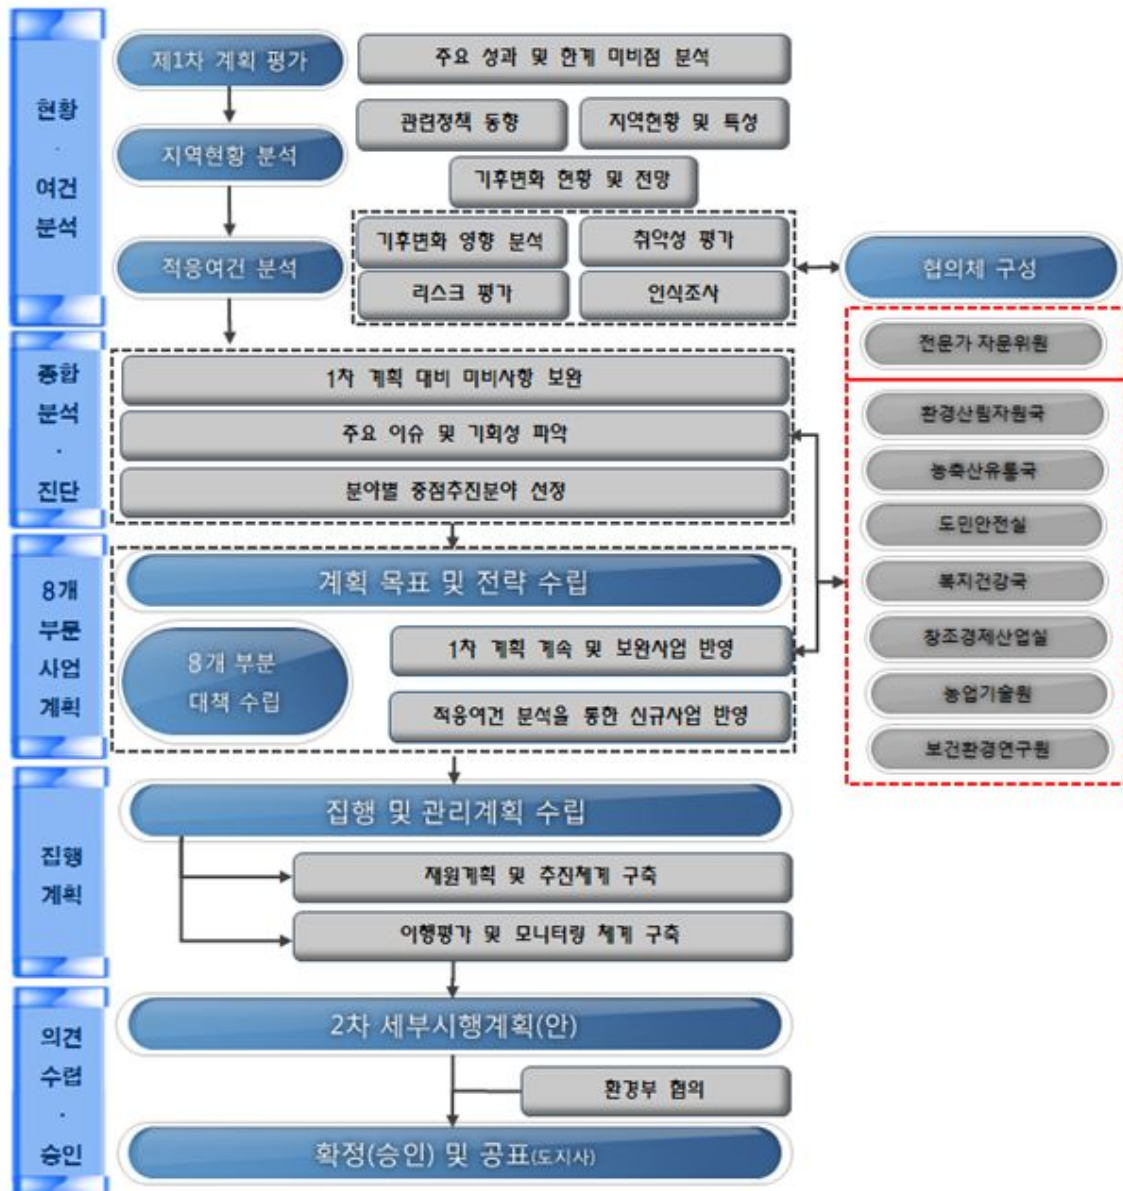 현황
·
여건
분석
제1차 계획 평가
주요 성과 및 한계 미비점 분석
관련정책 동향
지역현황 및 특성
지역현황 분석
기후변화 현황 및 전망
적응여건 분석
기후변화 영향 분석
취약성 평가
리스크 평가
인식조사
협의체 구성
전문가 자문위원
환경산림자원국
농축산유통국
도민안전실
복지건강국
창조경제산업실
농업기술원
보건환경연구원
종합
분석
·
진단
1차 계획 대비 미비사항 보완
주요 이슈 및 기회성 파악
분야별 중점추진분야 선정
8개
부문
사업
계획
계획 목표 및 전략 수립
8개 부분
대책 수립
1차 계획 계속 및 보완사업 반영
적응여건 분석을 통한 신규사업 반영
집행
계획
집행 및 관리계획 수립
재원계획 및 추진체계 구축
이행평가 및 모니터링 체계 구축
의견
수렴
·
승인
2차 세부시행계획(안)
환경부 협의
확정(승인) 및 공표(도지사)